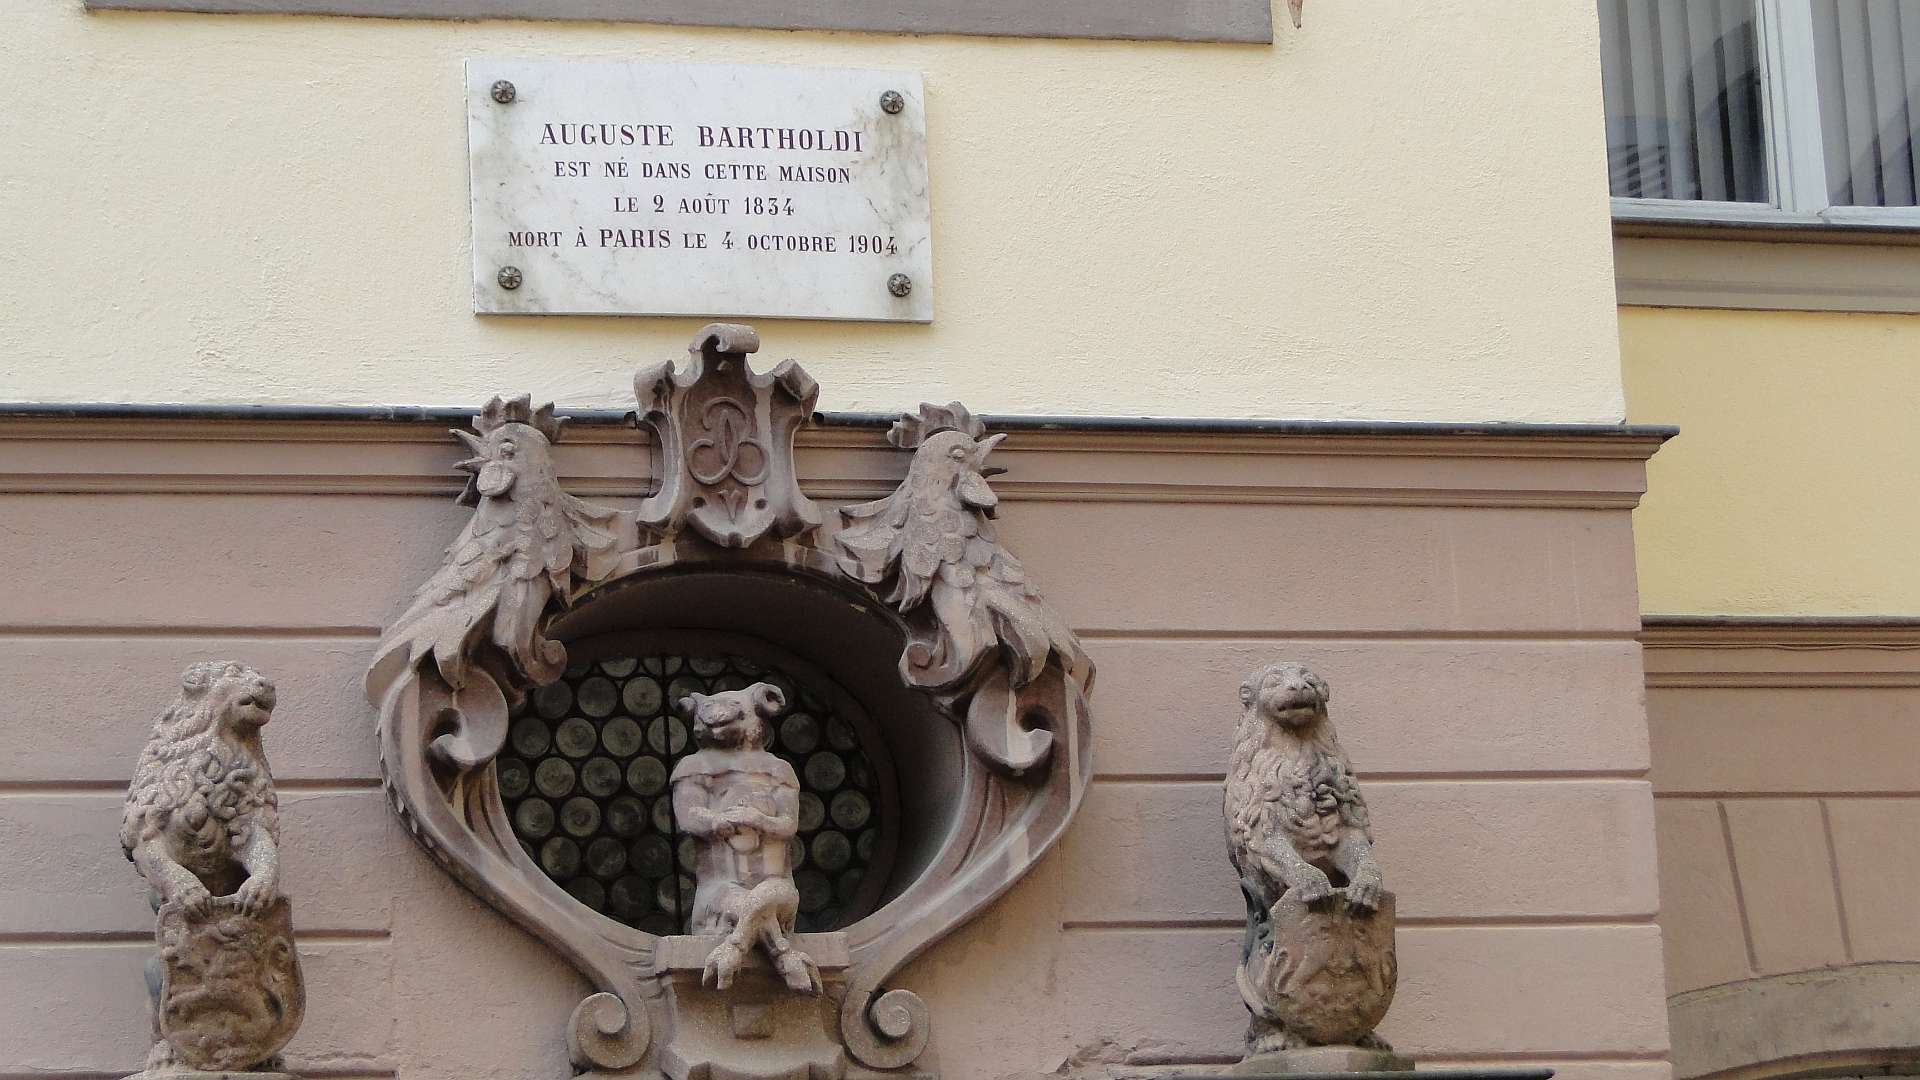 AUGUSTE BARTHOLDI
EST NÉ DANS CETTE MAISON
LE 2 AOÛT 1834
MORT À PARIS LE 4 OCTOBRE 1904